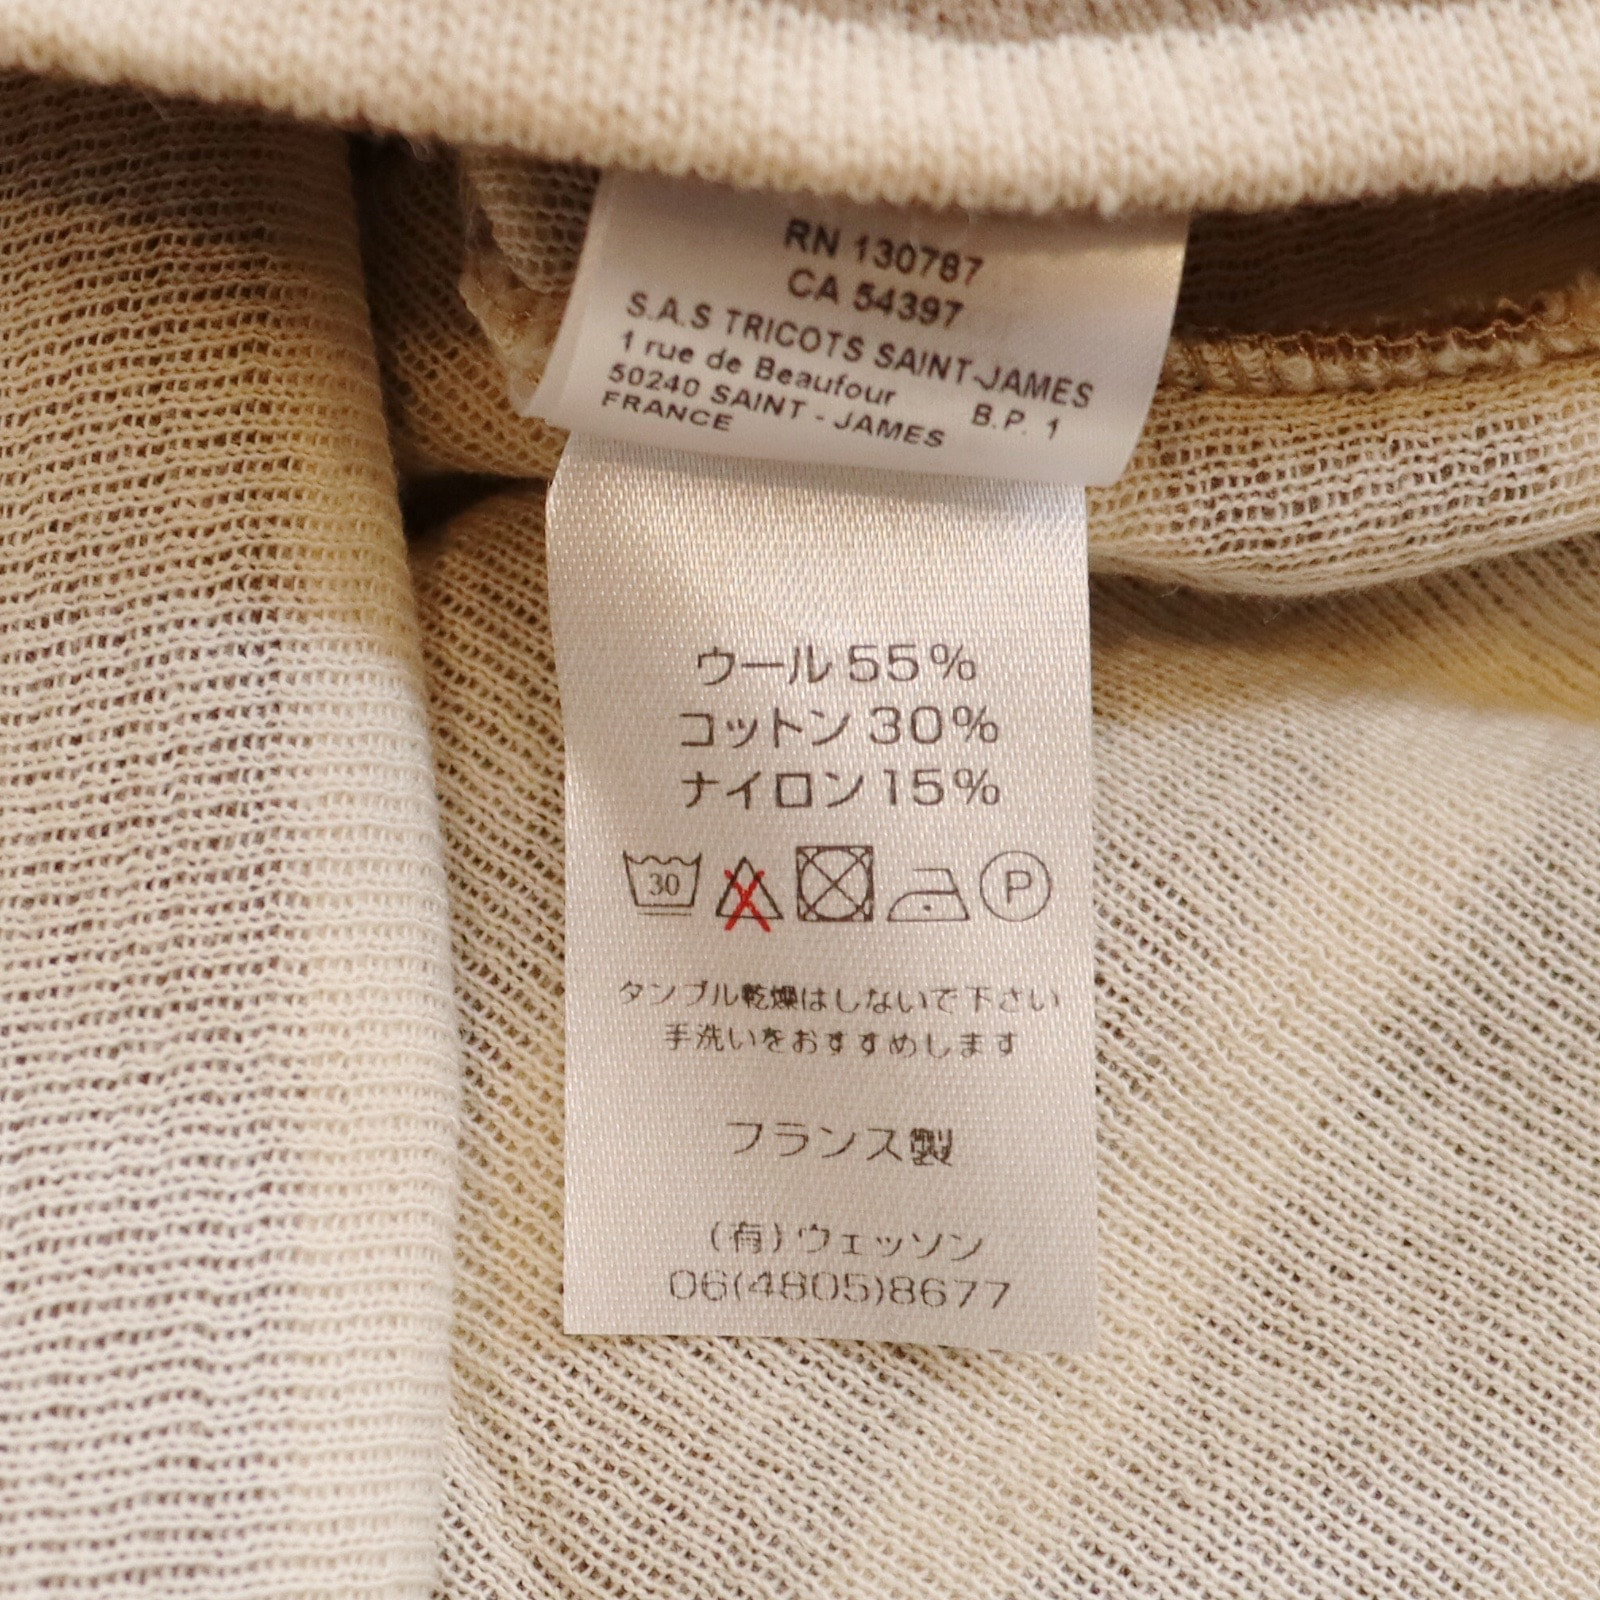 RN 130787
CA 54397
S.A.S TRICOTS SAINT-JAMES
1 rue de Beaufour B.P. 1
50240 SAINT - JAMES
FRANCE
ウール 55%
コットン 30%
ナイロン 15%
30 P
タンブル乾燥はしないで下さい
手洗いをおすすめします
フランス製
(有)ウェッソン
06(4805)8677